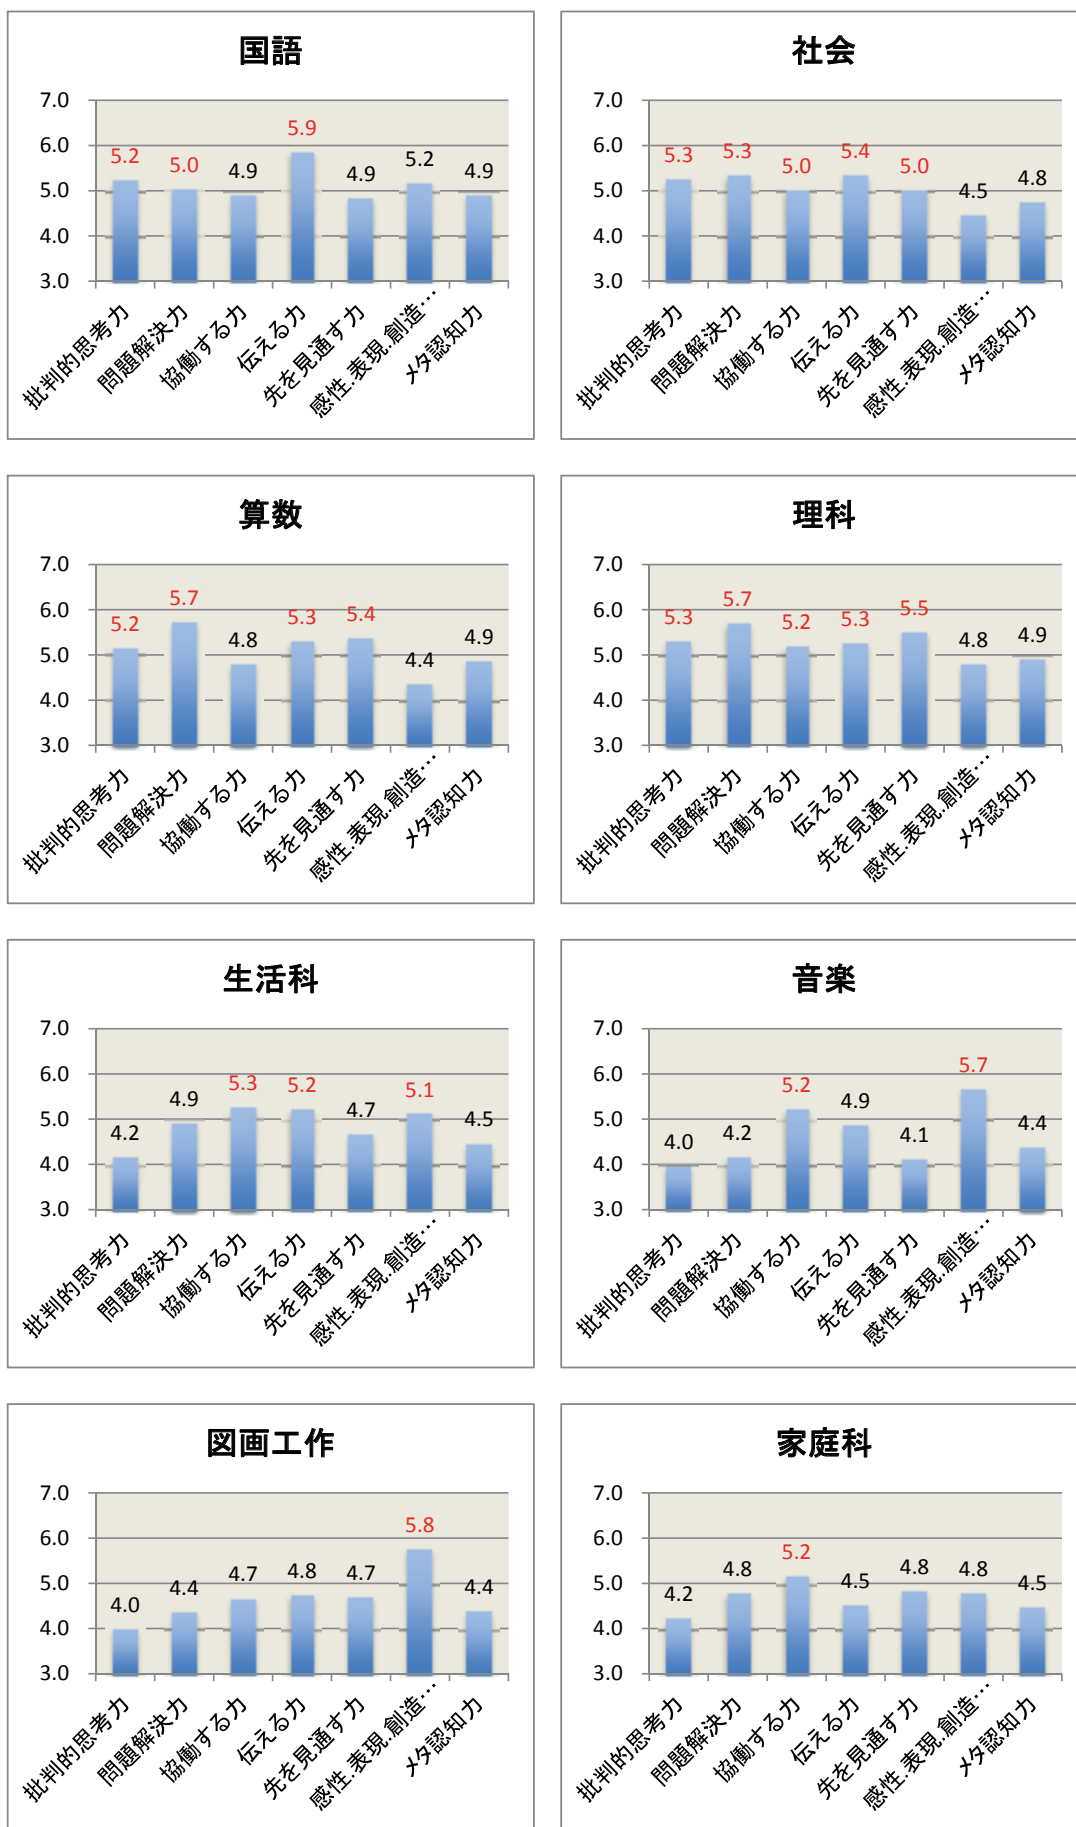 国語
7.0
6.0
5.0
4.0
3.0
5.2
5.0
4.9
5.9
4.9
5.2
4.9
批判的思考力
問題解決力
協働する力
伝える力
先を見通す力
感性.表現.創造…
メタ認知力
社会
7.0
6.0
5.0
4.0
3.0
5.3
5.3
5.0
5.4
5.0
4.5
4.8
批判的思考力
問題解決力
協働する力
伝える力
先を見通す力
感性.表現.創造…
メタ認知力
算数
7.0
6.0
5.0
4.0
3.0
5.2
5.7
4.8
5.3
5.4
4.4
4.9
批判的思考力
問題解決力
協働する力
伝える力
先を見通す力
感性.表現.創造…
メタ認知力
理科
7.0
6.0
5.0
4.0
3.0
5.3
5.7
5.2
5.3
5.5
4.8
4.9
批判的思考力
問題解決力
協働する力
伝える力
先を見通す力
感性.表現.創造…
メタ認知力
生活科
7.0
6.0
5.0
4.0
3.0
4.2
4.9
5.3
5.2
4.7
5.1
4.5
批判的思考力
問題解決力
協働する力
伝える力
先を見通す力
感性.表現.創造…
メタ認知力
音楽
7.0
6.0
5.0
4.0
3.0
4.0
4.2
5.2
4.9
4.1
5.7
4.4
批判的思考力
問題解決力
協働する力
伝える力
先を見通す力
感性.表現.創造…
メタ認知力
図画工作
7.0
6.0
5.0
4.0
3.0
4.0
4.4
4.7
4.8
4.7
5.8
4.4
批判的思考力
問題解決力
協働する力
伝える力
先を見通す力
感性.表現.創造…
メタ認知力
家庭科
7.0
6.0
5.0
4.0
3.0
4.2
4.8
5.2
4.5
4.8
4.8
4.5
批判的思考力
問題解決力
協働する力
伝える力
先を見通す力
感性.表現.創造…
メタ認知力